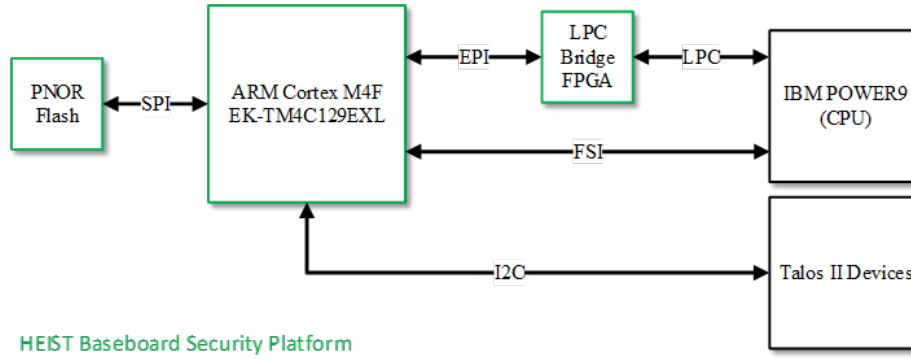 PNOR
Flash
SPI
ARM Cortex M4F
EK-TM4C129EXL
EPI
LPC
Bridge
FPGA
LPC
IBM POWER9
(CPU)
FSI
I2C
Talos II Devices
HEIST Baseboard Security Platform